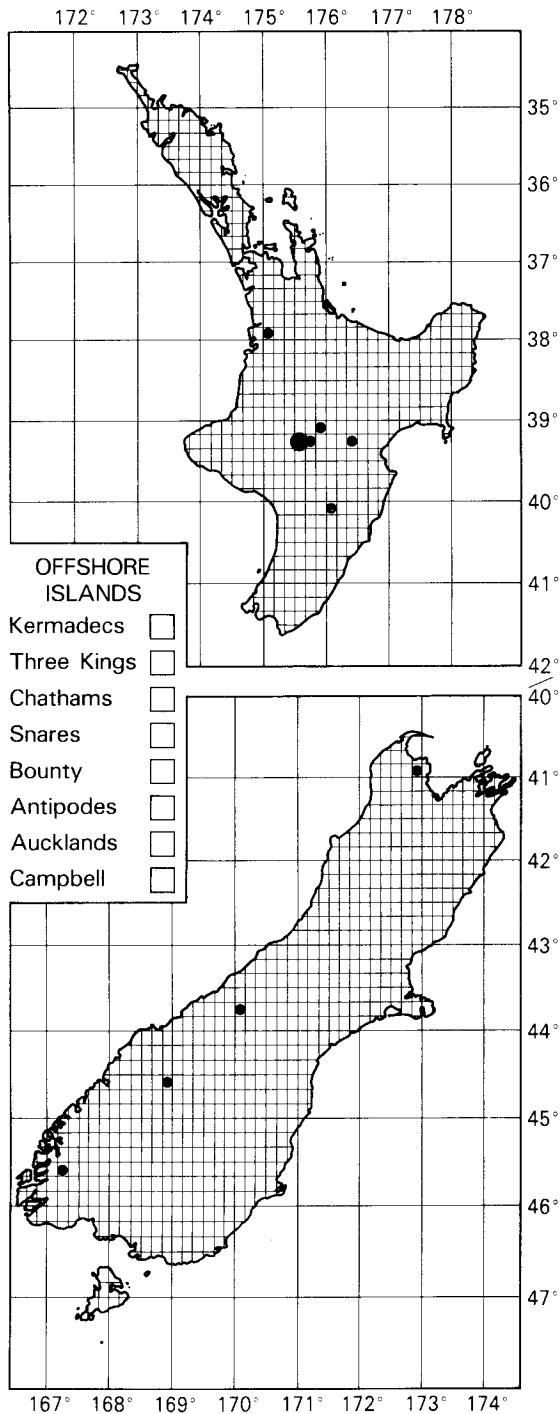 172° 173° 174° 175° 176° 177° 178°
35°
36°
37°
38°
39°
40°
41°
42°
OFFSHORE
ISLANDS
Kermadecs
Three Kings
Chathams
Snares
Bounty
Antipodes
Aucklands
Campbell
40°
41°
42°
43°
44°
45°
46°
47°
167° 168° 169° 170° 171° 172° 173° 174°